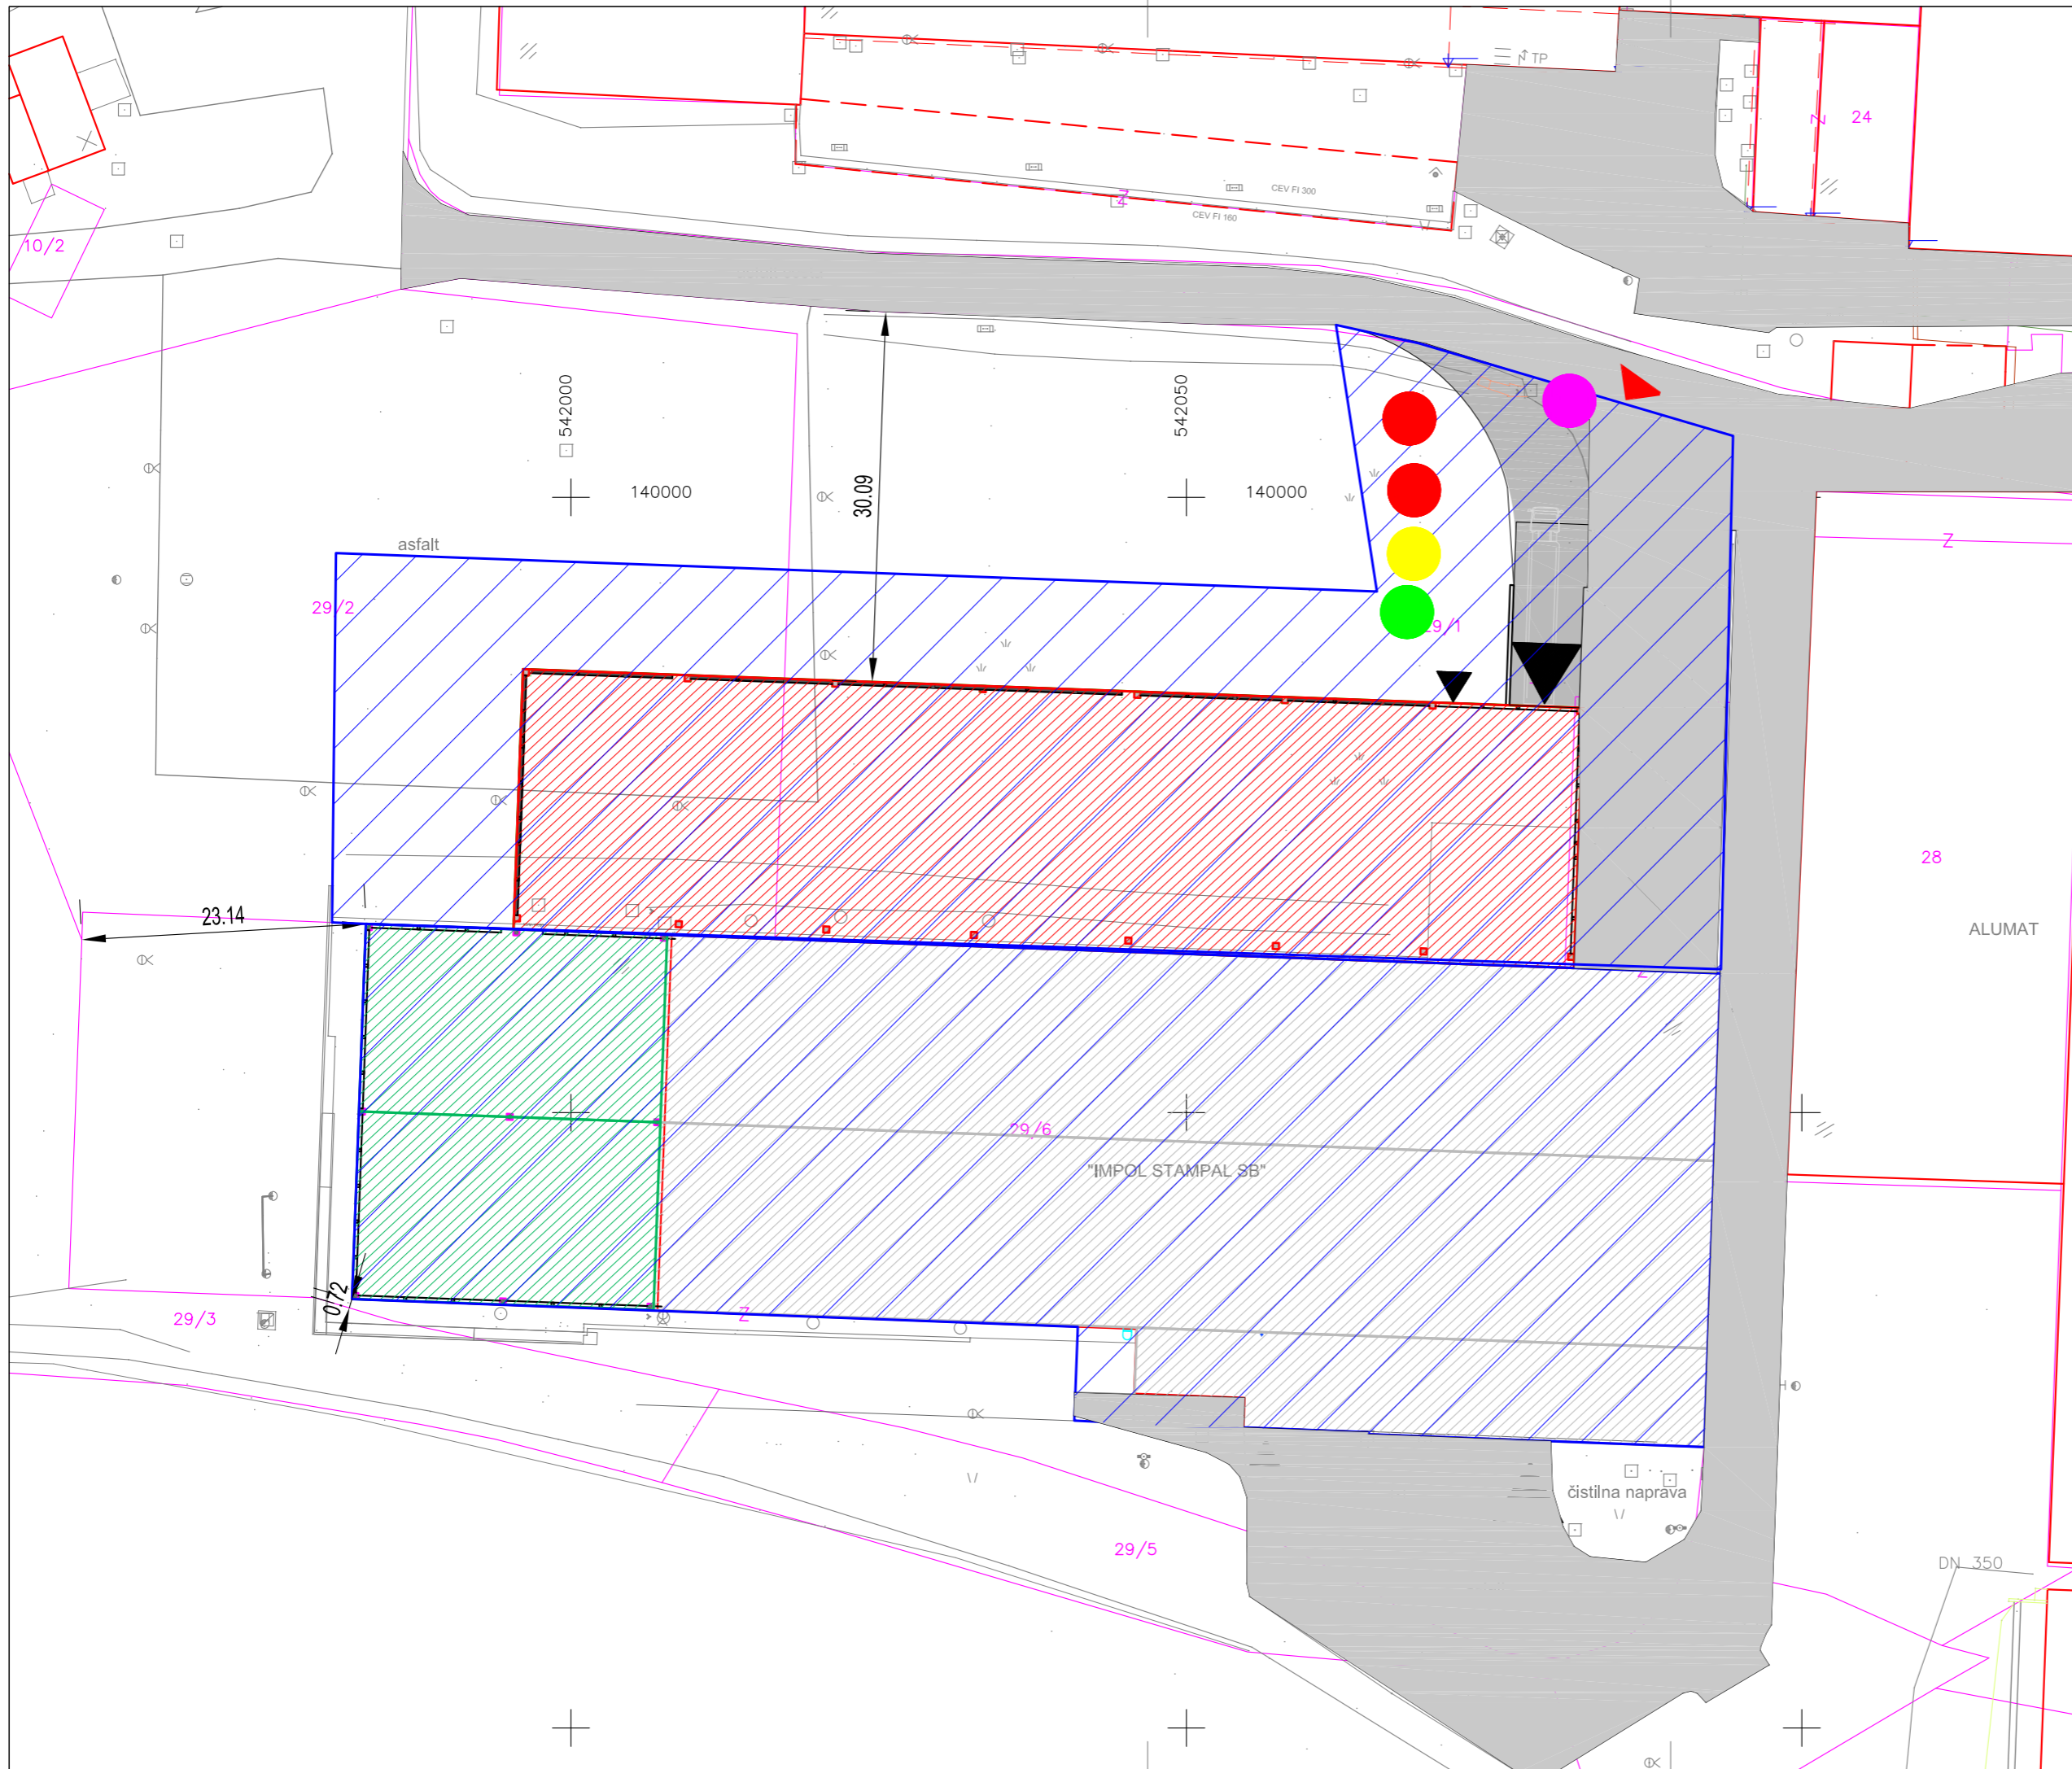 TP
24
Z
CEV FI 300
Z
CEV FI 160
10/2
542000
542050
140000
140000
30.09
asfalt
Z
29/2
29/1
28
23.14
ALUMAT
Z
29/6
"IMPOL STAMPAL SB"
0.72
29/3
Z
čistilna naprava
29/5
DN 350